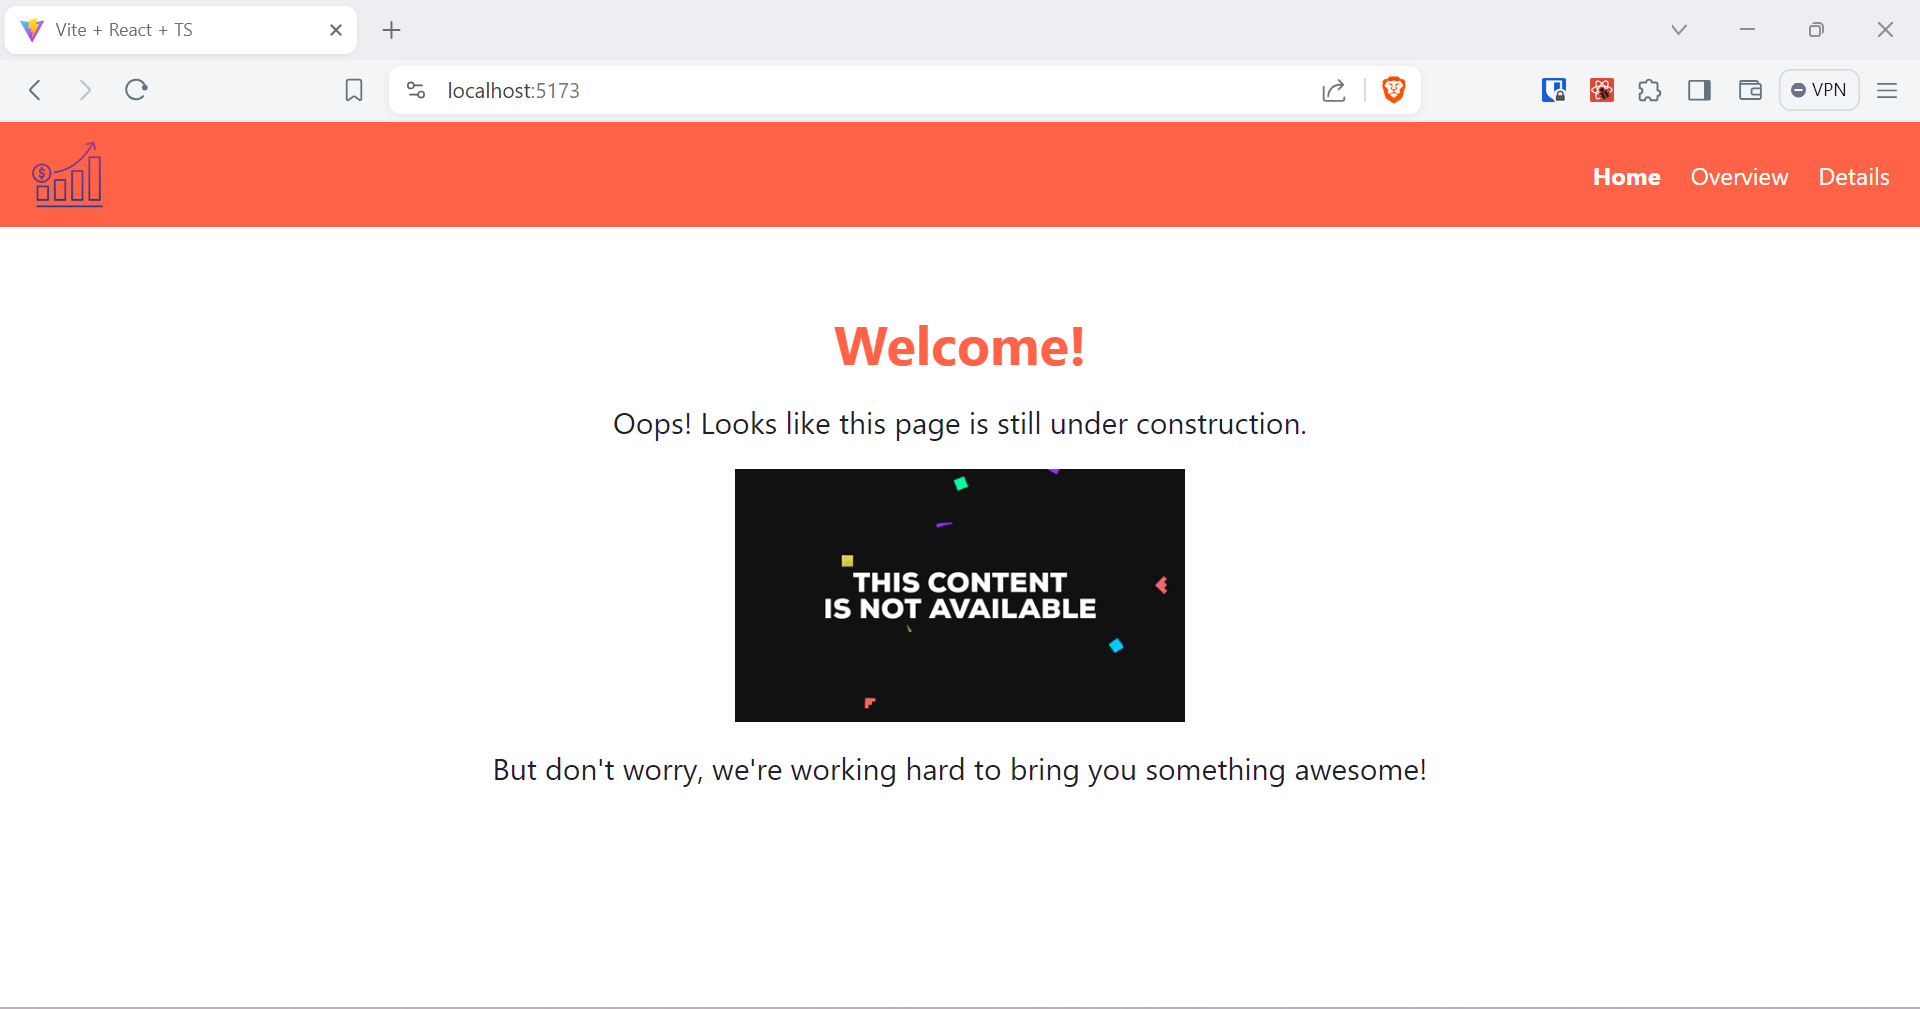 Vite + React + TS
localhost:5173
VPN
$
Home Overview Details
Welcome!
Oops! Looks like this page is still under construction.
THIS CONTENT
IS NOT AVAILABLE
But don't worry, we're working hard to bring you something awesome!